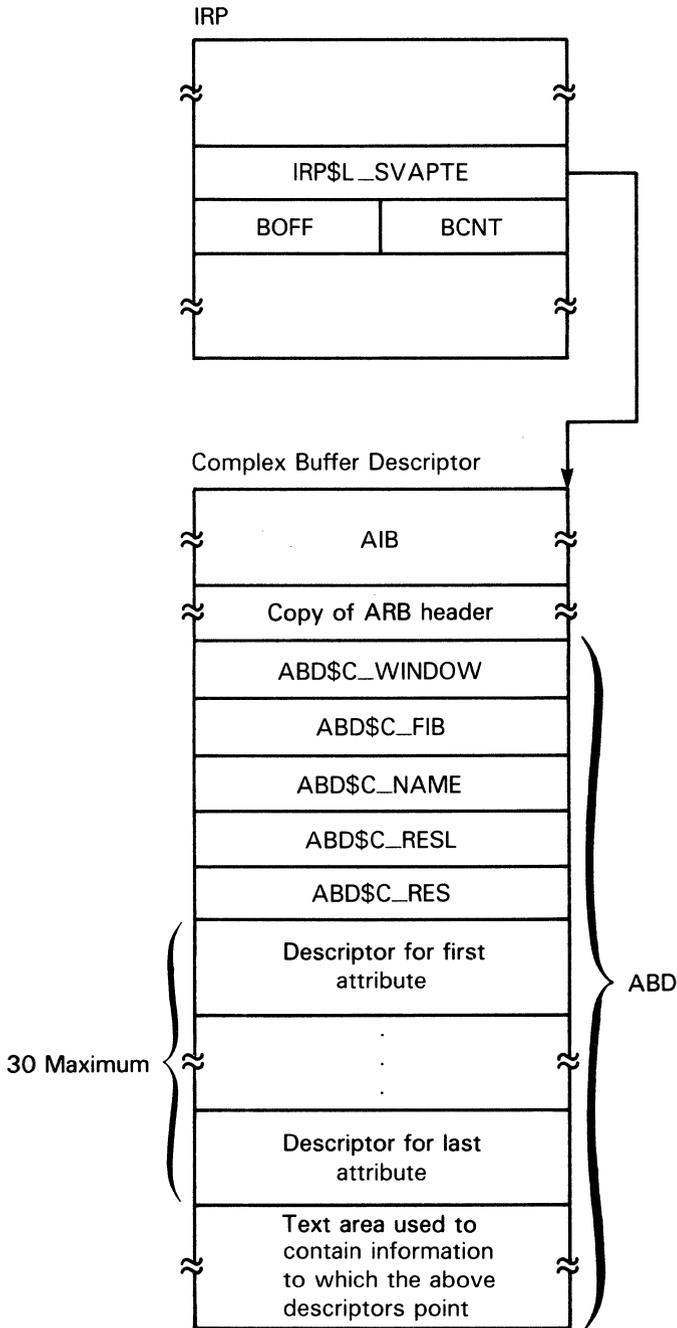 IRP
IRP$L_SVAPTE
BOFF BCNT
Complex Buffer Descriptor
AIB
Copy of ARB header
ABD$C_WINDOW
ABD$C_FIB
ABD$C_NAME
ABD$C_RESL
ABD$C_RES
Descriptor for first
attribute
ABD
30 Maximum
.
.
.
Descriptor for last
attribute
Text area used to
contain information
to which the above
descriptors point